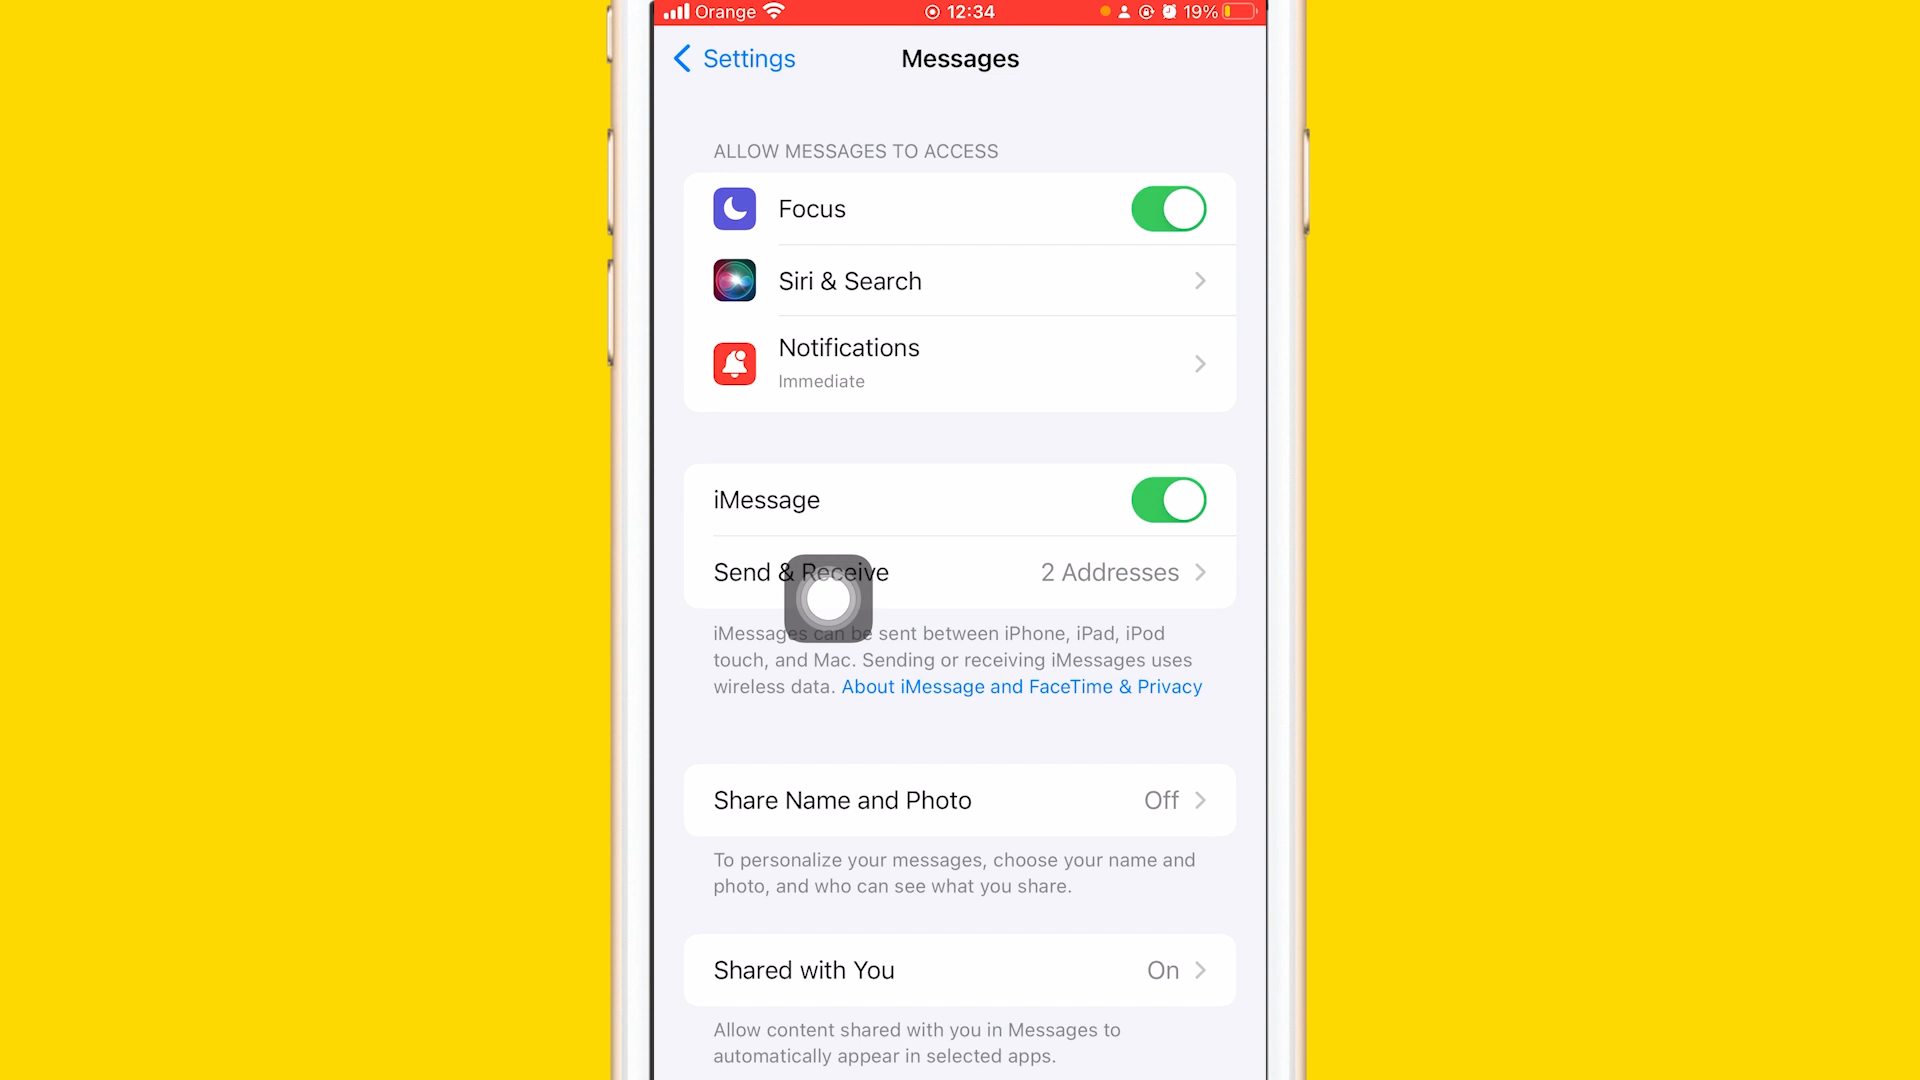 Orange 12:34 19%
Settings Messages
ALLOW MESSAGES TO ACCESS
Focus
Siri & Search
Notifications
Immediate
iMessage
Send & Receive 2 Addresses
iMessages can be sent between iPhone, iPad, iPod
touch, and Mac. Sending or receiving iMessages uses
wireless data. About iMessage and FaceTime & Privacy
Share Name and Photo Off
To personalize your messages, choose your name and
photo, and who can see what you share.
Shared with You On
Allow content shared with you in Messages to
automatically appear in selected apps.